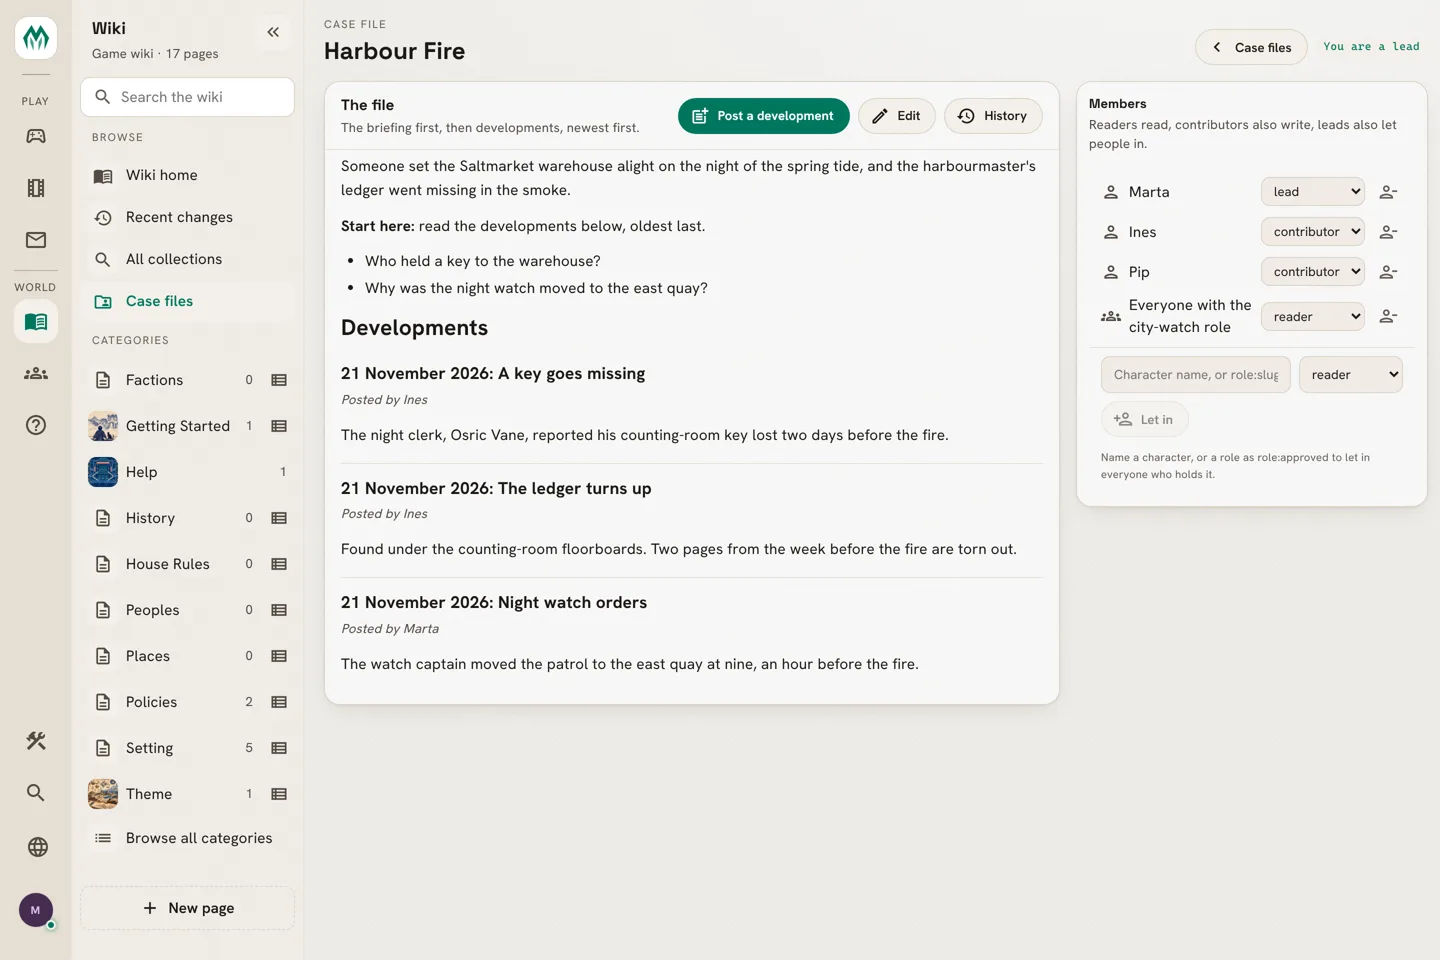 PLAY
WORLD
M
Wiki
Game wiki · 17 pages
Search the wiki
BROWSE
Wiki home
Recent changes
All collections
Case files
CATEGORIES
Factions 0
Getting Started 1
Help 1
History 0
House Rules 0
Peoples 0
Places 0
Policies 2
Setting 5
Theme 1
Browse all categories
New page
CASE FILE
Harbour Fire
Case files
You are a lead
The file
The briefing first, then developments, newest first.
Post a development
Edit
History
Someone set the Saltmarket warehouse alight on the night of the spring tide, and the harbourmaster's
ledger went missing in the smoke.
Start here: read the developments below, oldest last.
• Who held a key to the warehouse?
• Why was the night watch moved to the east quay?
Developments
21 November 2026: A key goes missing
Posted by Ines
The night clerk, Osric Vane, reported his counting-room key lost two days before the fire.
21 November 2026: The ledger turns up
Posted by Ines
Found under the counting-room floorboards. Two pages from the week before the fire are torn out.
21 November 2026: Night watch orders
Posted by Marta
The watch captain moved the patrol to the east quay at nine, an hour before the fire.
Members
Readers read, contributors also write, leads also let
people in.
Marta lead
Ines contributor
Pip contributor
Everyone with the
city-watch role reader
Character name, or role:slug reader
Let in
Name a character, or a role as role:approved to let in
everyone who holds it.